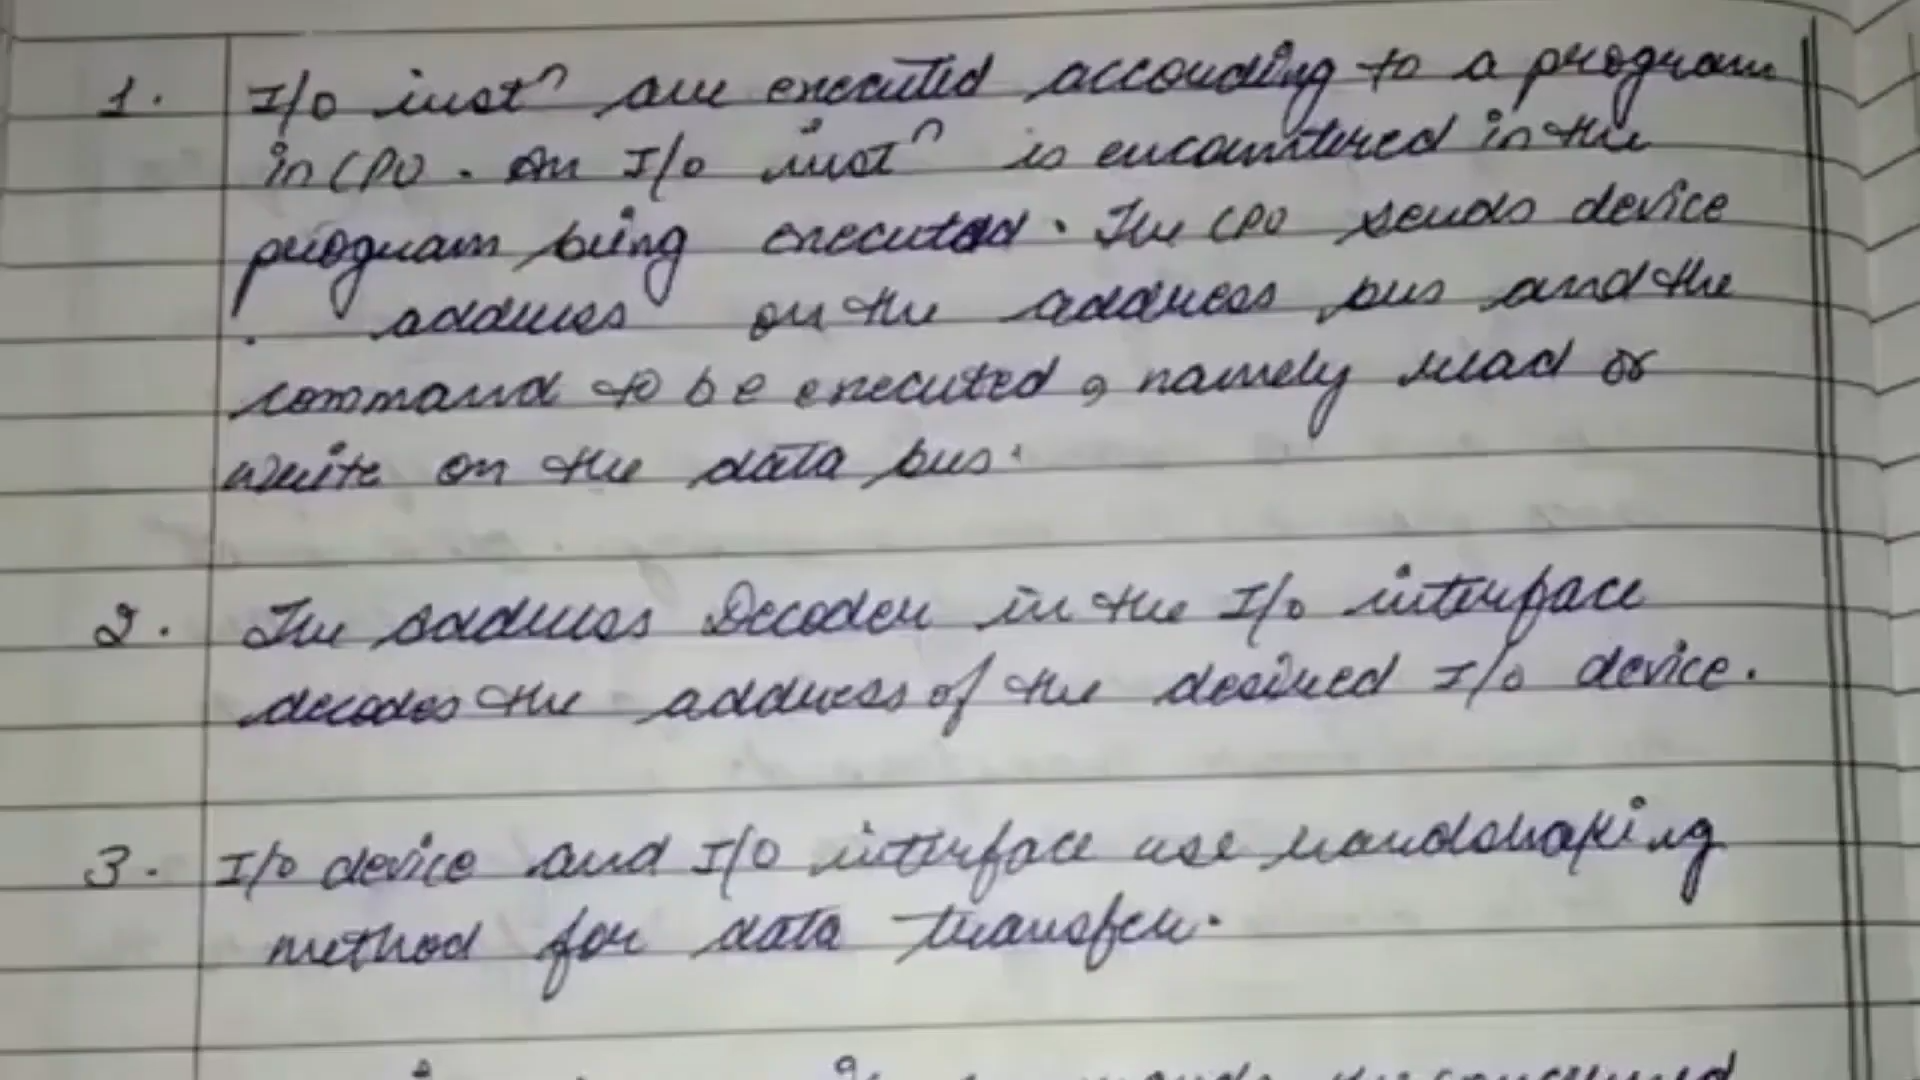 1. I/O instⁿ are executed according to a program
in CPU. An I/O instⁿ is encountered in the
program being executed. The CPU sends device
address on the address bus and the
command to be executed, namely read or
write on the data bus.
2. The address Decoder in the I/O interface
decodes the address of the desired I/O device.
3. I/O device and I/O interface use handshaking
method for data transfer.